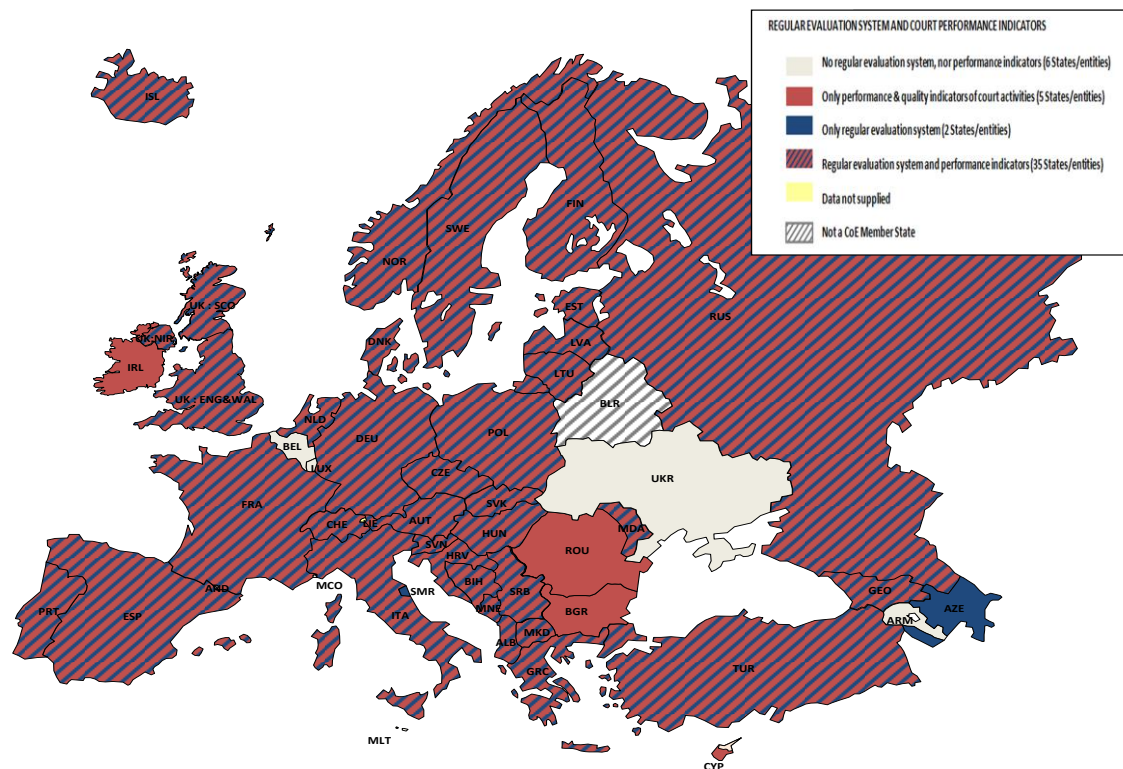 REGULAR EVALUATION SYSTEM AND COURT PERFORMANCE INDICATORS
No regular evaluation system, nor performance indicators (6 States/entities)
Only performance & quality indicators of court activities (5 States/entities)
Only regular evaluation system (2 States/entities)
Regular evaluation system and performance indicators (35 States/entities)
Data not supplied
Not a CoE Member State
ISL
FIN
SWE
NOR
UK : SCO
EST
RUS
UK:NIR
DNK
LVA
IRL
LTU
UK : ENG&WAL
BLR
NLD
POL
DEU
BEL
LUX
CZE
UKR
FRA
SVK
CHE
LIE
AUT
MDA
HUN
SVN
ROU
HRV
AND
MCO
BIH
SMR
SRB
GEO
PRT
ESP
ITA
MNE
BGR
AZE
ARM
MKD
ALB
GRC
TUR
MLT
CYP